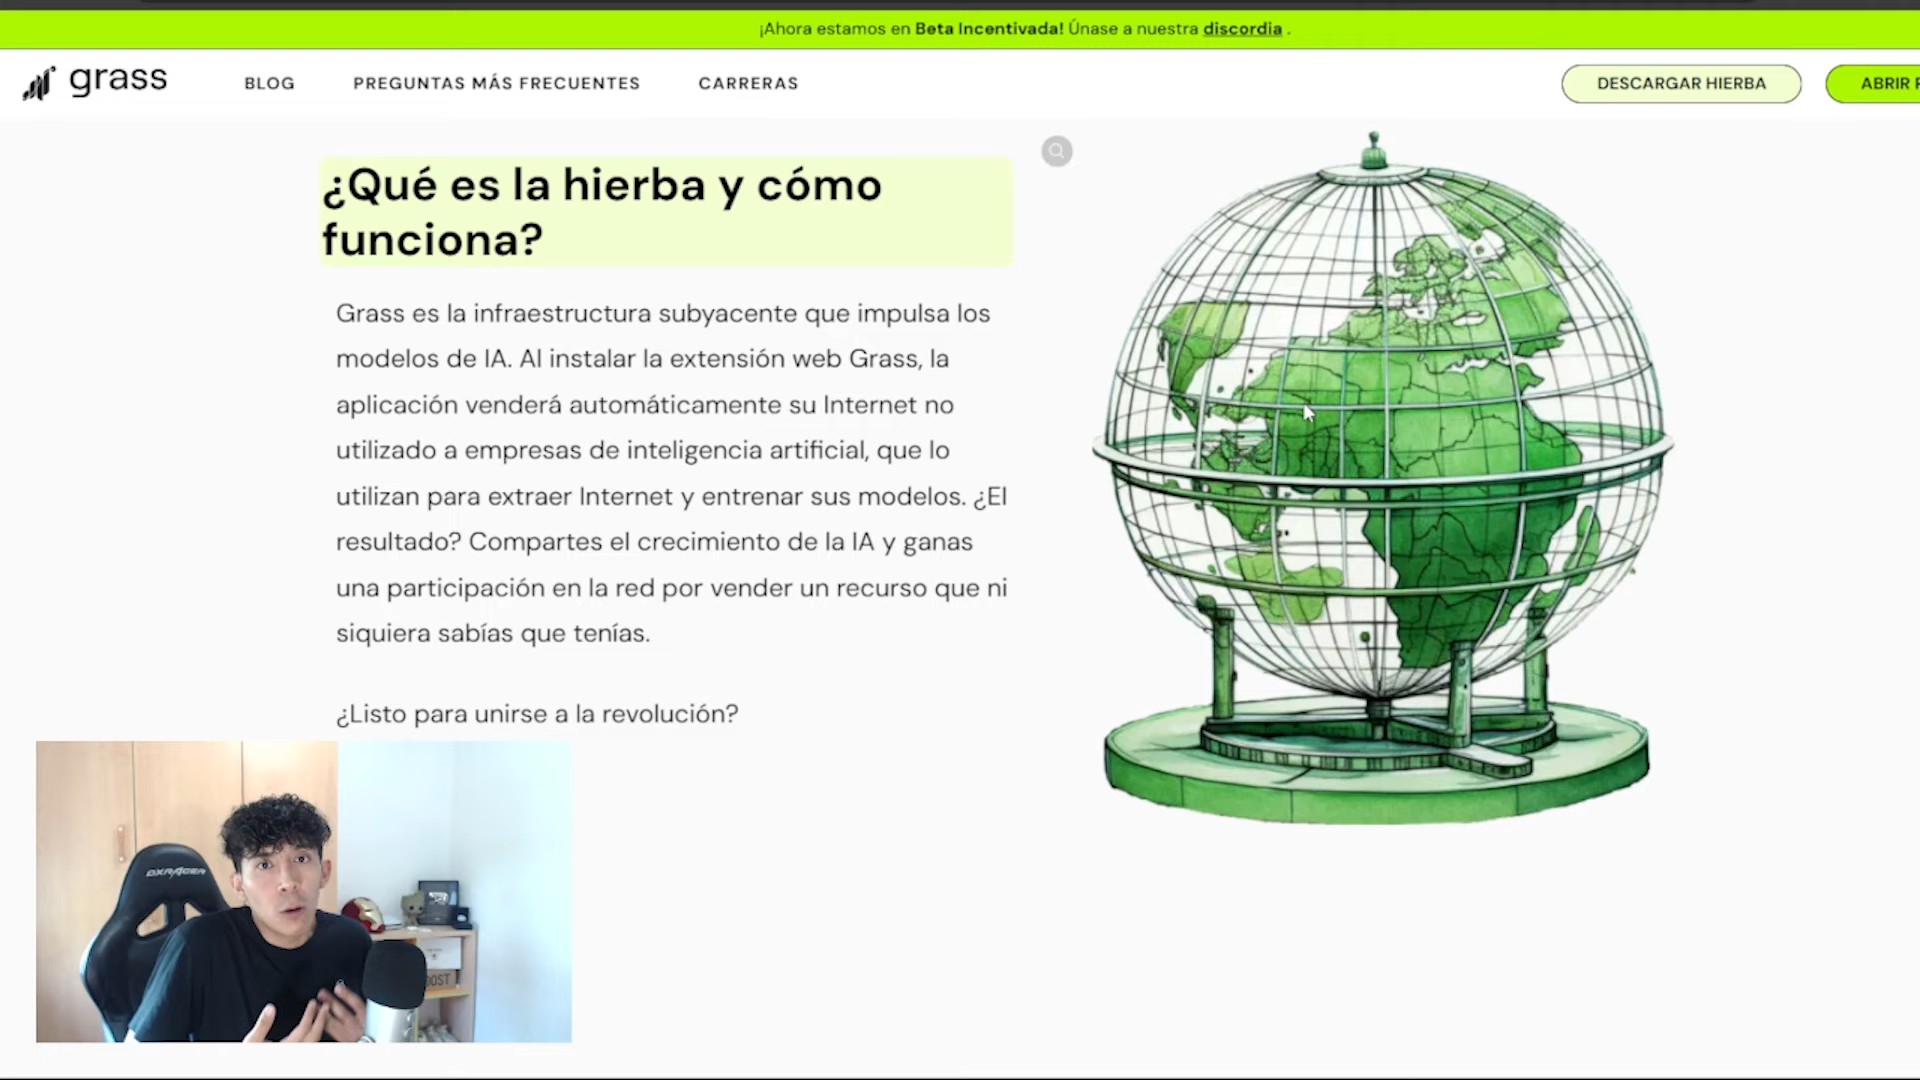 ¡Ahora estamos en Beta Incentivada! Únase a nuestra discordia .
grass
BLOG
PREGUNTAS MÁS FRECUENTES
CARRERAS
DESCARGAR HIERBA
ABRIR
¿Qué es la hierba y cómo
funciona?
Grass es la infraestructura subyacente que impulsa los
modelos de IA. Al instalar la extensión web Grass, la
aplicación venderá automáticamente su Internet no
utilizado a empresas de inteligencia artificial, que lo
utilizan para extraer Internet y entrenar sus modelos. ¿El
resultado? Compartes el crecimiento de la IA y ganas
una participación en la red por vender un recurso que ni
siquiera sabías que tenías.
¿Listo para unirse a la revolución?
DXRACER